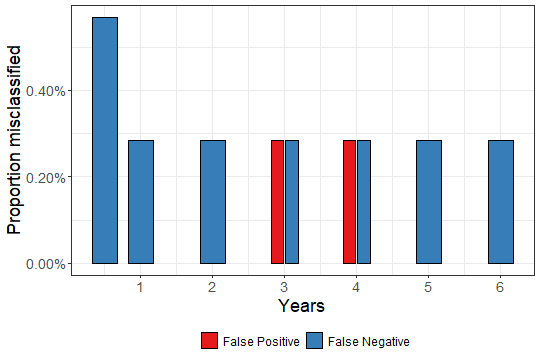 Proportion misclassified
0.40%
0.20%
0.00%
1 2 3 4 5 6
Years
False Positive False Negative